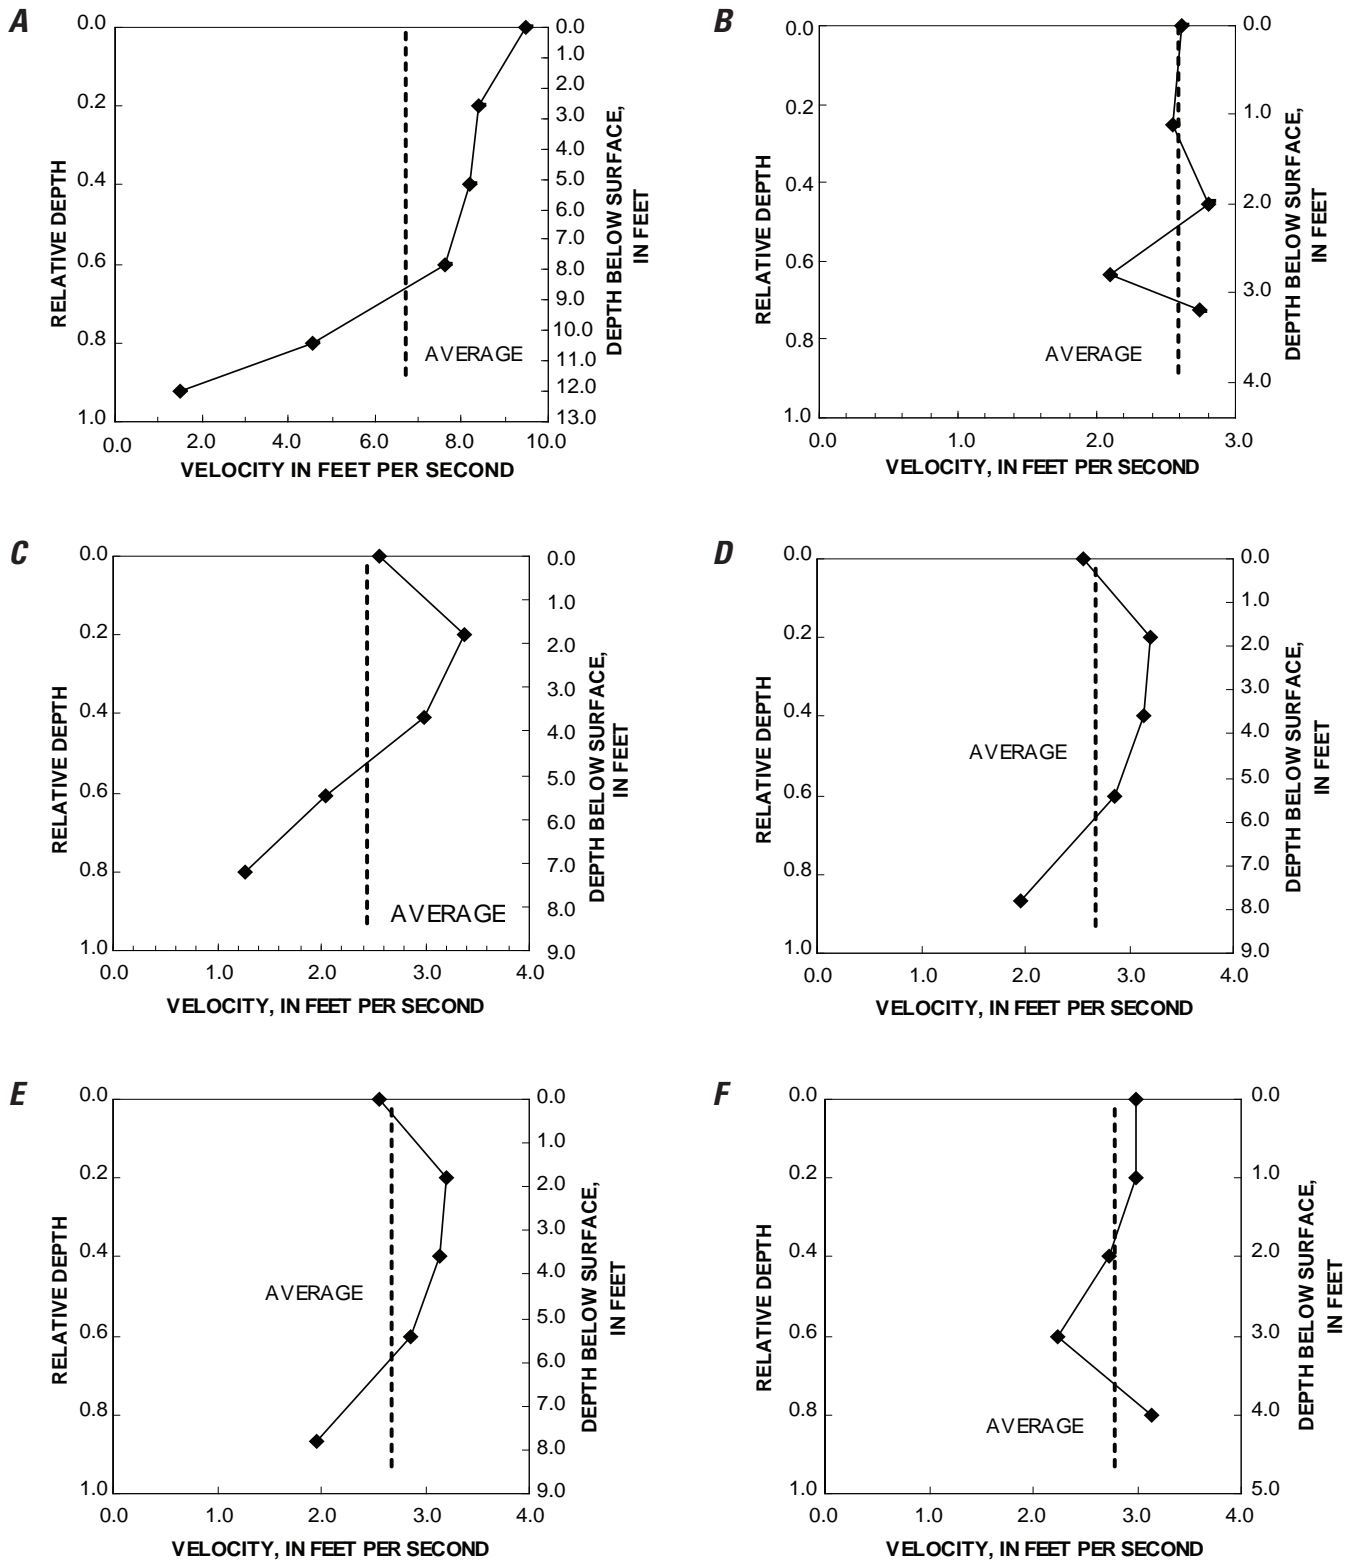 A
0.0
0.2
0.4
0.6
0.8
1.0
RELATIVE DEPTH
0.0
1.0
2.0
3.0
4.0
5.0
6.0
7.0
8.0
9.0
10.0
11.0
12.0
13.0
DEPTH BELOW SURFACE,
IN FEET
AVERAGE
0.0 2.0 4.0 6.0 8.0 10.0
VELOCITY IN FEET PER SECOND
B
0.0
0.2
0.4
0.6
0.8
1.0
RELATIVE DEPTH
0.0
1.0
2.0
3.0
4.0
DEPTH BELOW SURFACE,
IN FEET
AVERAGE
0.0 1.0 2.0 3.0
VELOCITY, IN FEET PER SECOND
C
0.0
0.2
0.4
0.6
0.8
1.0
RELATIVE DEPTH
0.0
1.0
2.0
3.0
4.0
5.0
6.0
7.0
8.0
9.0
DEPTH BELOW SURFACE,
IN FEET
AVERAGE
0.0 1.0 2.0 3.0 4.0
VELOCITY, IN FEET PER SECOND
D
0.0
0.2
0.4
0.6
0.8
1.0
RELATIVE DEPTH
0.0
1.0
2.0
3.0
4.0
5.0
6.0
7.0
8.0
9.0
DEPTH BELOW SURFACE,
IN FEET
AVERAGE
0.0 1.0 2.0 3.0 4.0
VELOCITY, IN FEET PER SECOND
E
0.0
0.2
0.4
0.6
0.8
1.0
RELATIVE DEPTH
0.0
1.0
2.0
3.0
4.0
5.0
6.0
7.0
8.0
9.0
DEPTH BELOW SURFACE,
IN FEET
AVERAGE
0.0 1.0 2.0 3.0 4.0
VELOCITY, IN FEET PER SECOND
F
0.0
0.2
0.4
0.6
0.8
1.0
RELATIVE DEPTH
0.0
1.0
2.0
3.0
4.0
5.0
DEPTH BELOW SURFACE,
IN FEET
AVERAGE
0.0 1.0 2.0 3.0 4.0
VELOCITY, IN FEET PER SECOND